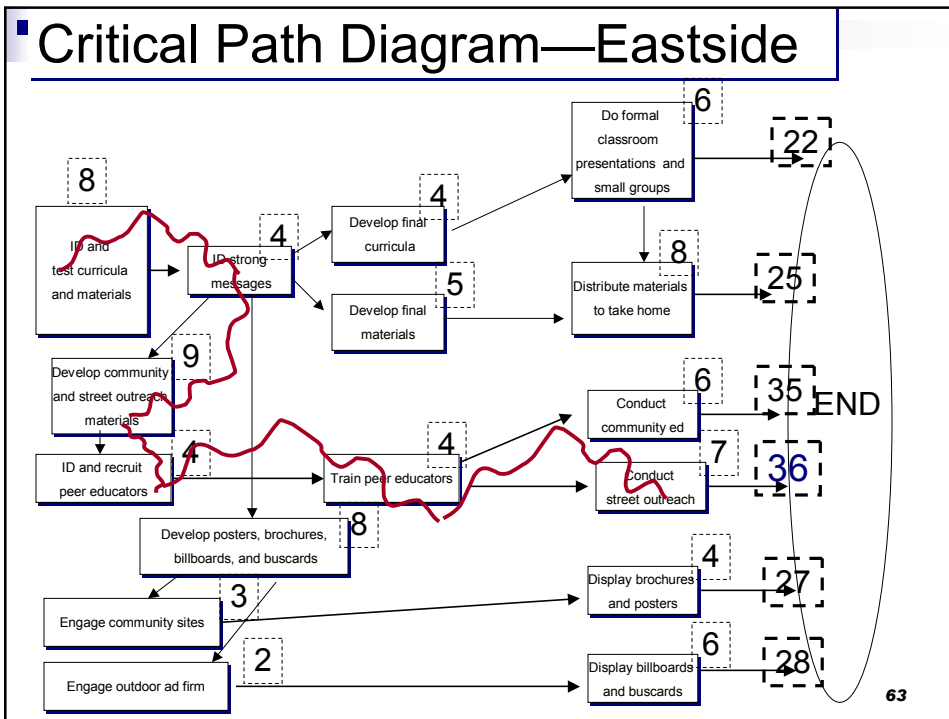 Critical Path Diagram—Eastside
6
Do formal
classroom
presentations and
small groups
22
8
ID and
test curricula
and materials
4
ID strong
messages
4
Develop final
curricula
5
Develop final
materials
8
Distribute materials
to take home
25
9
Develop community
and street outreach
materials
4
ID and recruit
peer educators
4
Train peer educators
6
Conduct
community ed
35
END
7
Conduct
street outreach
36
8
Develop posters, brochures,
billboards, and buscards
3
Engage community sites
4
Display brochures
and posters
27
2
Engage outdoor ad firm
6
Display billboards
and buscards
28
63